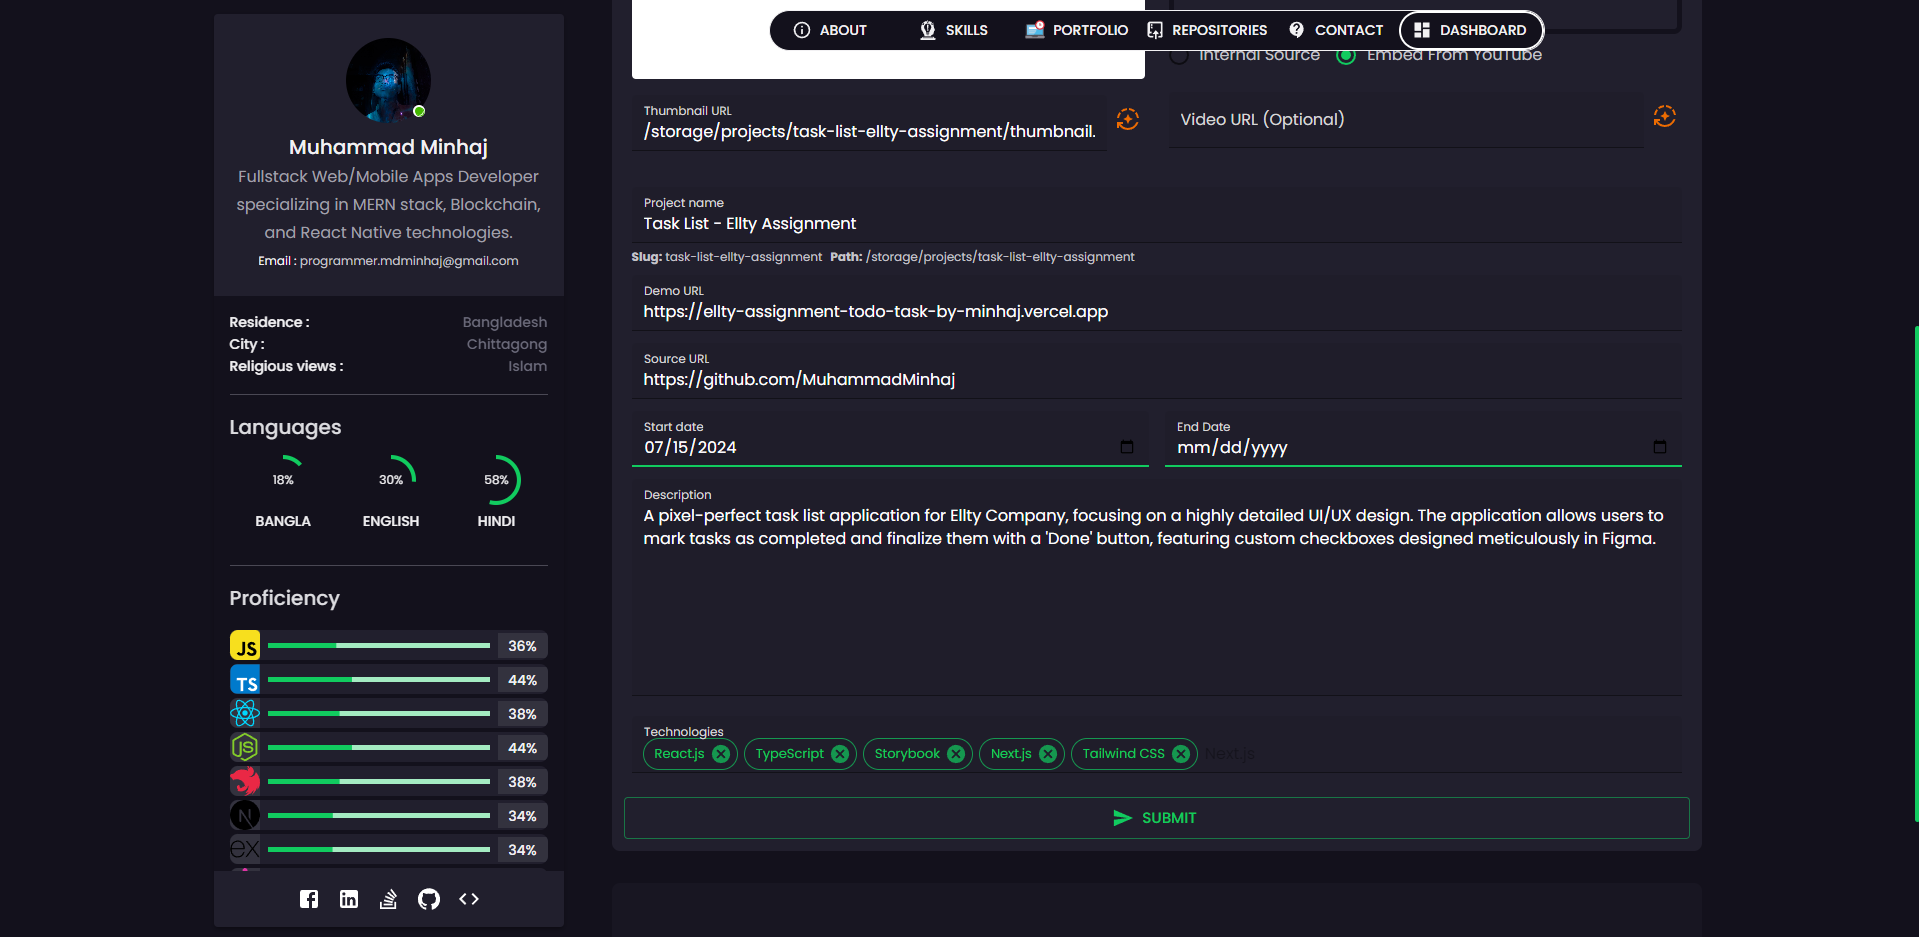 ABOUT
SKILLS
PORTFOLIO
REPOSITORIES
CONTACT
DASHBOARD
Muhammad Minhaj
Fullstack Web/Mobile Apps Developer
specializing in MERN stack, Blockchain,
and React Native technologies.
Email : programmer.mdminhaj@gmail.com
Residence : Bangladesh
City : Chittagong
Religious views : Islam
Languages
18% 30% 58%
BANGLA ENGLISH HINDI
Proficiency
JS 36%
TS 44%
38%
JS 44%
38%
N 34%
ex 34%
Internal Source Embed From YouTube
Thumbnail URL
/storage/projects/task-list-ellty-assignment/thumbnail.
Video URL (Optional)
Project name
Task List - Ellty Assignment
Slug: task-list-ellty-assignment Path: /storage/projects/task-list-ellty-assignment
Demo URL
https://ellty-assignment-todo-task-by-minhaj.vercel.app
Source URL
https://github.com/MuhammadMinhaj
Start date
07/15/2024
End Date
mm/dd/yyyy
Description
A pixel-perfect task list application for Ellty Company, focusing on a highly detailed UI/UX design. The application allows users to
mark tasks as completed and finalize them with a 'Done' button, featuring custom checkboxes designed meticulously in Figma.
Technologies
React.js TypeScript Storybook Next.js Tailwind CSS Next.js
SUBMIT